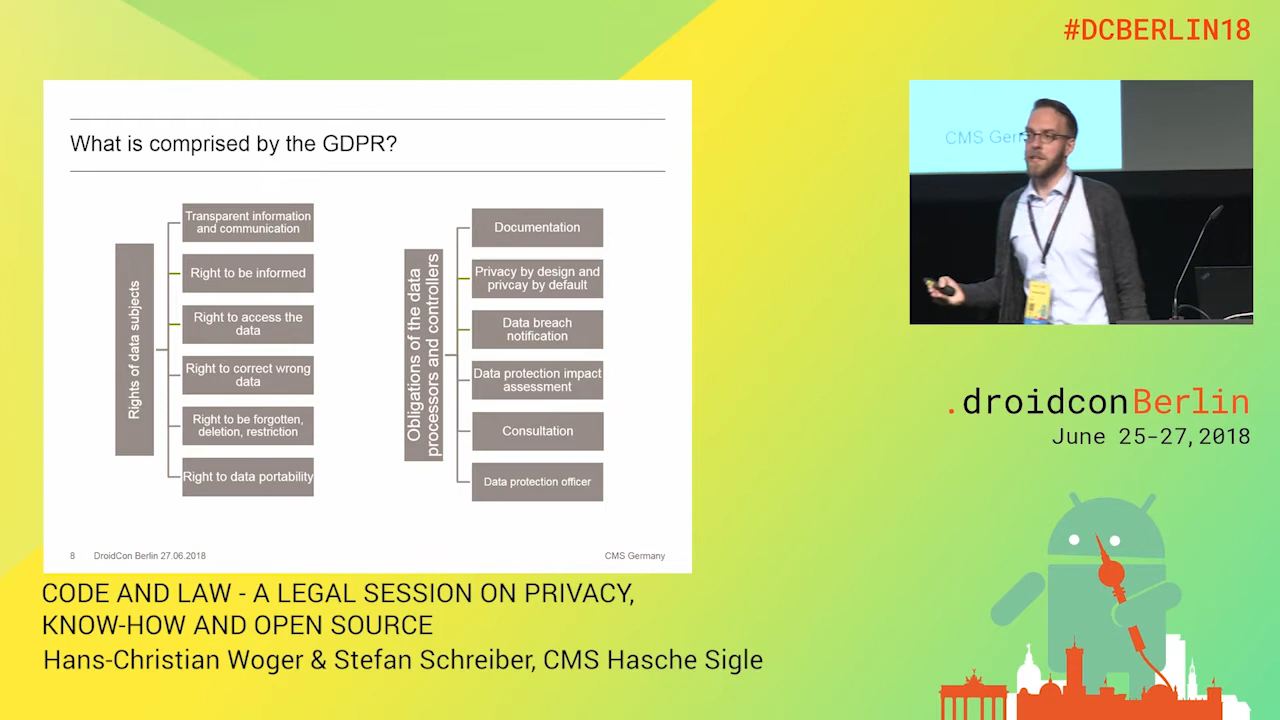 #DCBERLIN18
What is comprised by the GDPR?
Rights of data subjects
Transparent information
and communication
Right to be informed
Right to access the
data
Right to correct wrong
data
Right to be forgotten,
deletion, restriction
Right to data portability
Obligations of the data
processors and controllers
Documentation
Privacy by design and
privcay by default
Data breach
notification
Data protection impact
assessment
Consultation
Data protection officer
8 DroidCon Berlin 27.06.2018 CMS Germany
CMS Ger
.droidconBerlin
June 25-27,2018
CODE AND LAW - A LEGAL SESSION ON PRIVACY,
KNOW-HOW AND OPEN SOURCE
Hans-Christian Woger & Stefan Schreiber, CMS Hasche Sigle